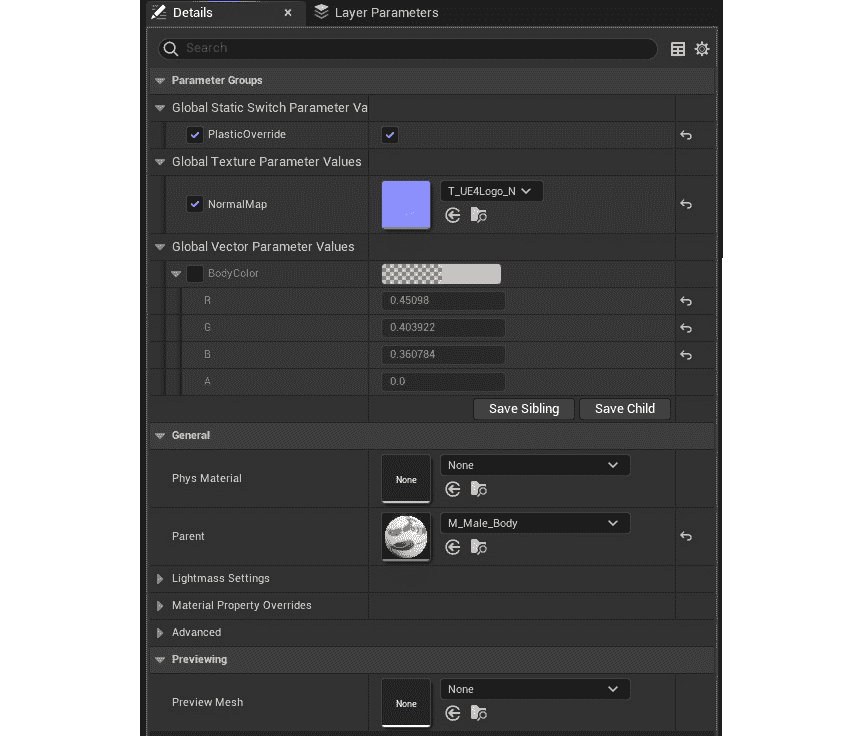 Details
Layer Parameters
Search
Parameter Groups
Global Static Switch Parameter Va
PlasticOverride
Global Texture Parameter Values
NormalMap
T_UE4Logo_N
Global Vector Parameter Values
BodyColor
R 0.45098
G 0.403922
B 0.360784
A 0.0
Save Sibling Save Child
General
Phys Material None None
Parent M_Male_Body
Lightmass Settings
Material Property Overrides
Advanced
Previewing
Preview Mesh None None